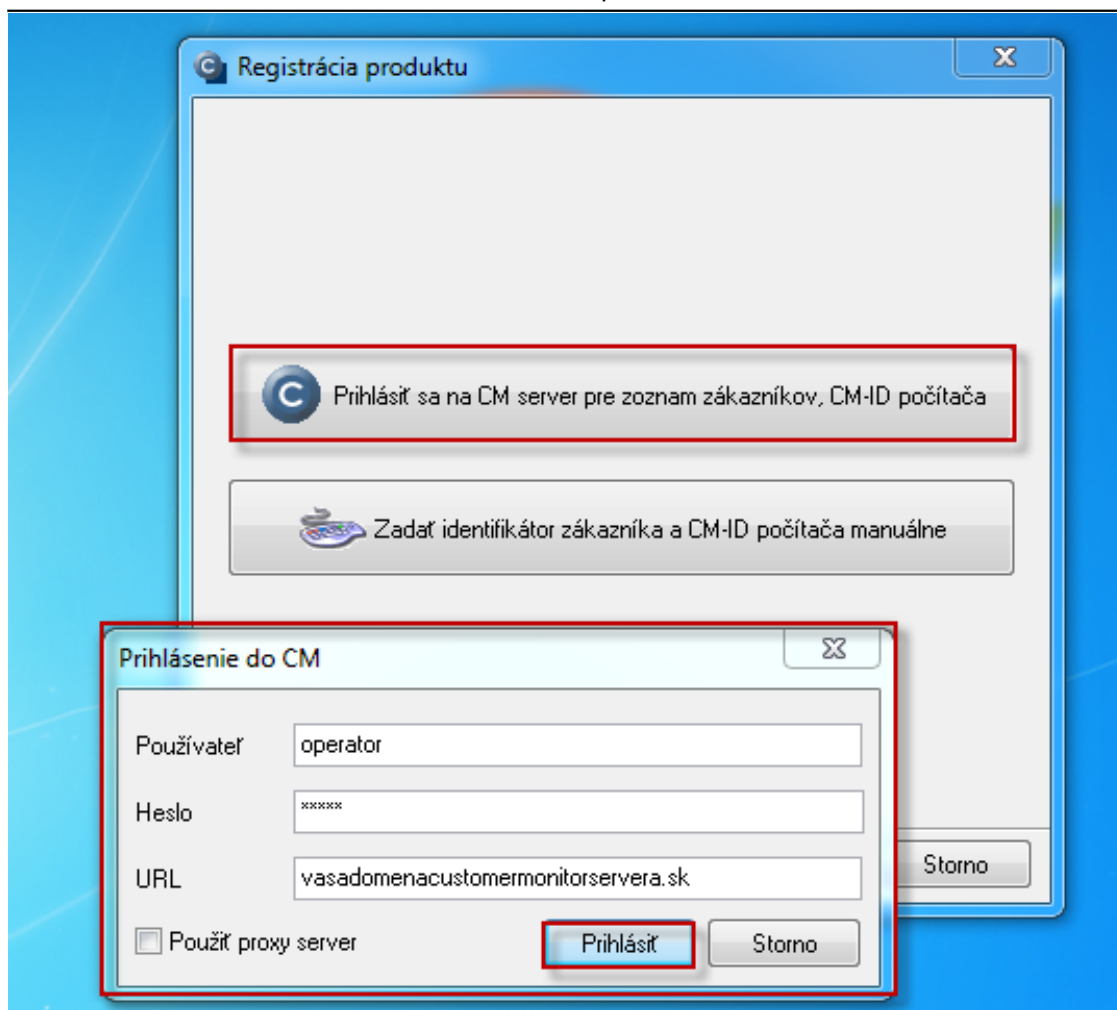 Registrácia produktu
Prihlásiť sa na CM server pre zoznam zákazníkov, CM-ID počítača
Zadať identifikátor zákazníka a CM-ID počítača manuálne
Storno
Prihlásenie do CM
Používateľ operator
Heslo *****
URL vasadomenacustomermonitorservera.sk
Použiť proxy server Prihlásiť Storno